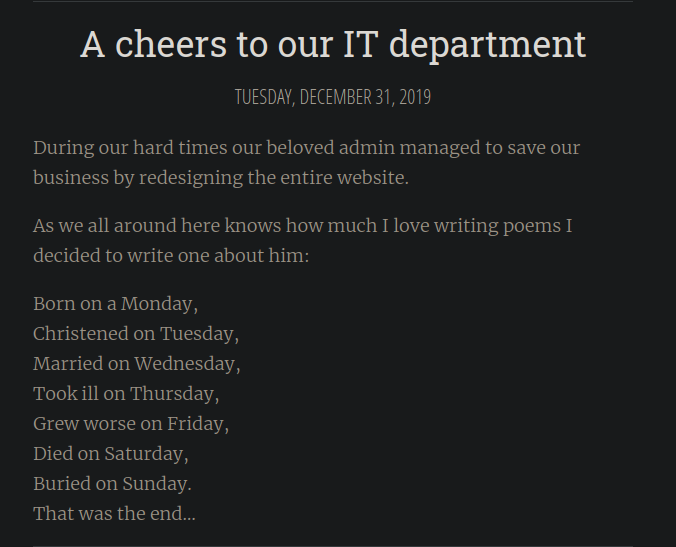 A cheers to our IT department
TUESDAY, DECEMBER 31, 2019
During our hard times our beloved admin managed to save our
business by redesigning the entire website.
As we all around here knows how much I love writing poems I
decided to write one about him:
Born on a Monday,
Christened on Tuesday,
Married on Wednesday,
Took ill on Thursday,
Grew worse on Friday,
Died on Saturday,
Buried on Sunday.
That was the end…